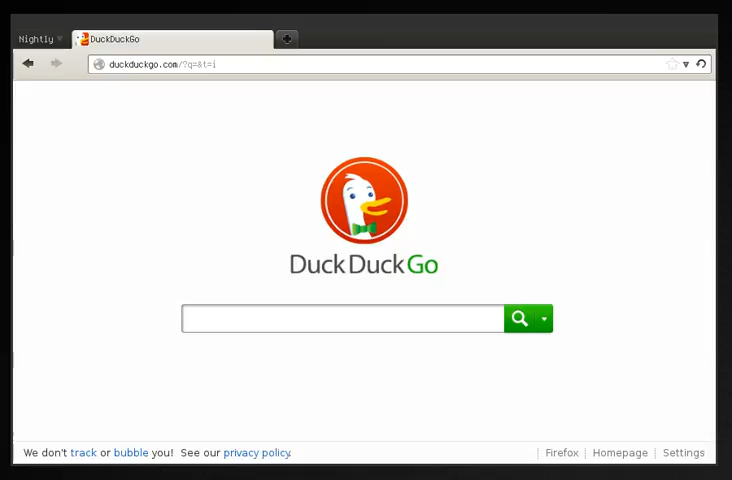 Nightly
DuckDuckGo
duckduckgo.com/?q=&t=i
DuckDuckGo
We don't track or bubble you! See our privacy policy.
Firefox
Homepage
Settings